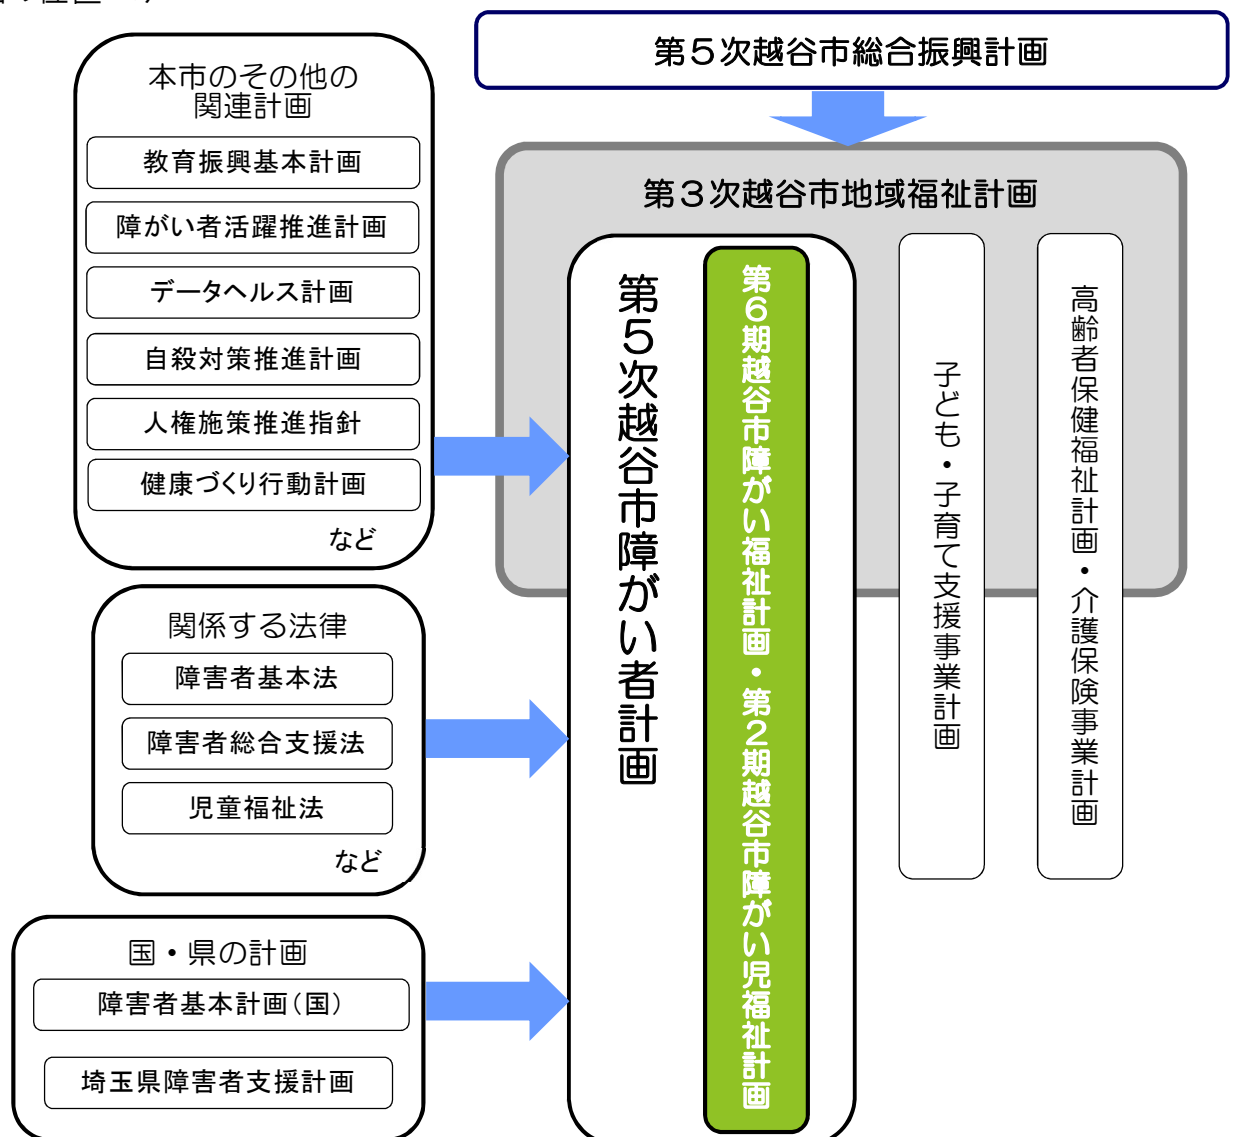 第５次越谷市総合振興計画
本市のその他の
関連計画
教育振興基本計画
障がい者活躍推進計画
データヘルス計画
自殺対策推進計画
人権施策推進指針
健康づくり行動計画
など
関係する法律
障害者基本法
障害者総合支援法
児童福祉法
など
国・県の計画
障害者基本計画（国）
埼玉県障害者支援計画
第３次越谷市地域福祉計画
第５次越谷市障がい者計画
第６期越谷市障がい福祉計画・第２期越谷市障がい児福祉計画
子ども・子育て支援事業計画
高齢者保健福祉計画・介護保険事業計画